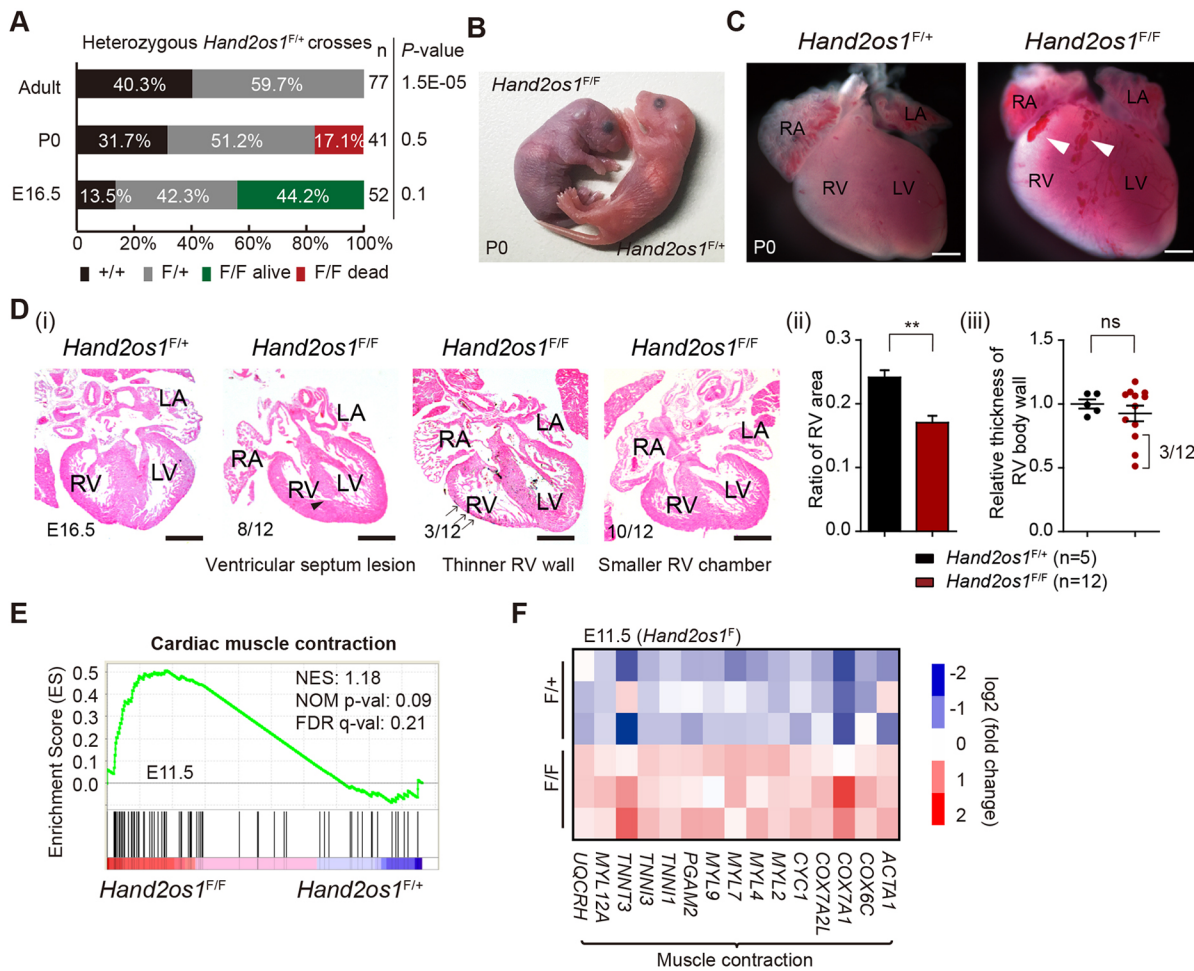 A
Heterozygous Hand2os1F/+ crosses
n
P-value
Adult
40.3%
59.7%
77
1.5E-05
P0
31.7%
51.2%
17.1%
41
0.5
E16.5
13.5%
42.3%
44.2%
52
0.1
0
20%
40%
60%
80%
100%
+/+
F/+
F/F alive
F/F dead
B
Hand2os1F/F
P0
Hand2os1F/+
C
Hand2os1F/+
Hand2os1F/F
RA
LA
RV
LV
P0
RA
LA
RV
LV
D
(i)
Hand2os1F/+
Hand2os1F/F
Hand2os1F/F
Hand2os1F/F
LA
RV
LV
E16.5
RA
LA
RV
LV
8/12
RA
LA
RV
LV
3/12
RA
LA
RV
LV
10/12
Ventricular septum lesion
Thinner RV wall
Smaller RV chamber
(ii)
Ratio of RV area
0.3
0.2
0.1
0.0
**
(iii)
Relative thickness of
RV body wall
1.5
1.0
0.5
0.0
ns
3/12
Hand2os1F/+ (n=5)
Hand2os1F/F (n=12)
E
Cardiac muscle contraction
Enrichment Score (ES)
0.5
0.4
0.3
0.2
0.1
0.0
NES: 1.18
NOM p-val: 0.09
FDR q-val: 0.21
E11.5
Hand2os1F/F
Hand2os1F/+
F
E11.5 (Hand2os1F)
F/+
F/F
UQCRH
MYL12A
TNNT3
TNNI3
TNNI1
PGAM2
MYL9
MYL7
MYL4
MYL2
CYC1
COX7A2L
COX7A1
COX6C
ACTA1
Muscle contraction
-2
-1
0
1
2
log2 (fold change)